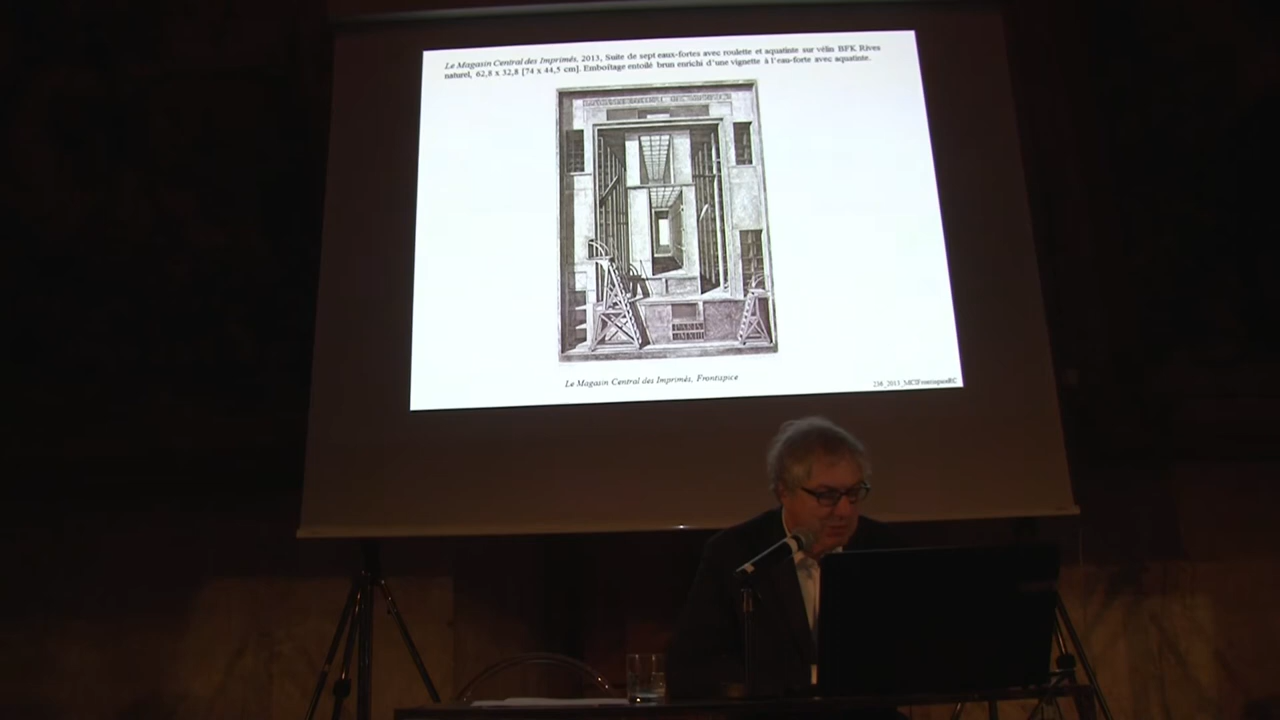 Le Magasin Central des Imprimés, 2013, Suite de sept eaux-fortes avec roulette et aquatinte sur vélin BFK Rives
naturel, 62,8 x 32,8 [74 x 44,5 cm]. Emboîtage entoilé brun enrichi d'une vignette à l'eau-forte avec aquatinte.
PARIS
Le Magasin Central des Imprimés, Frontispice